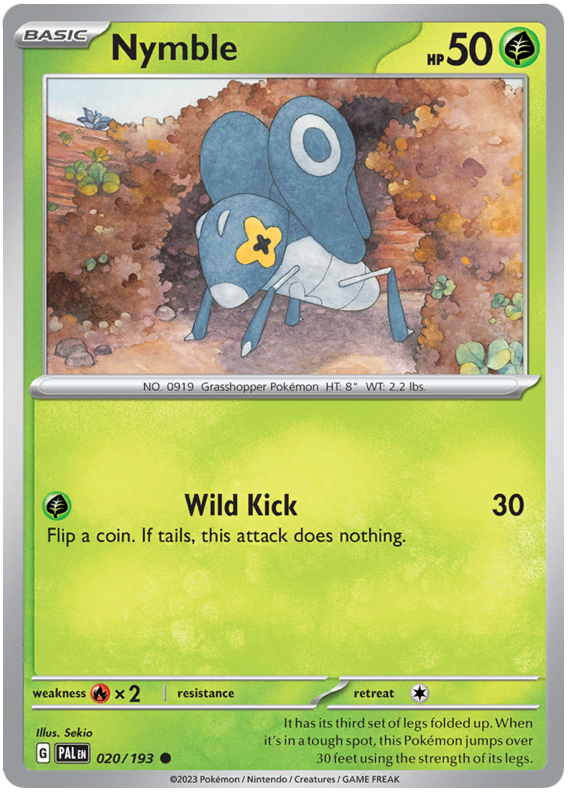 BASIC Nymble HP 50
NO. 0919 Grasshopper Pokémon HT: 8" WT: 2.2 lbs.
Wild Kick 30
Flip a coin. If tails, this attack does nothing.
weakness ×2 resistance retreat
Illus. Sekio
It has its third set of legs folded up. When
it's in a tough spot, this Pokémon jumps over
30 feet using the strength of its legs.
G PAL EN 020/193
©2023 Pokémon / Nintendo / Creatures / GAME FREAK